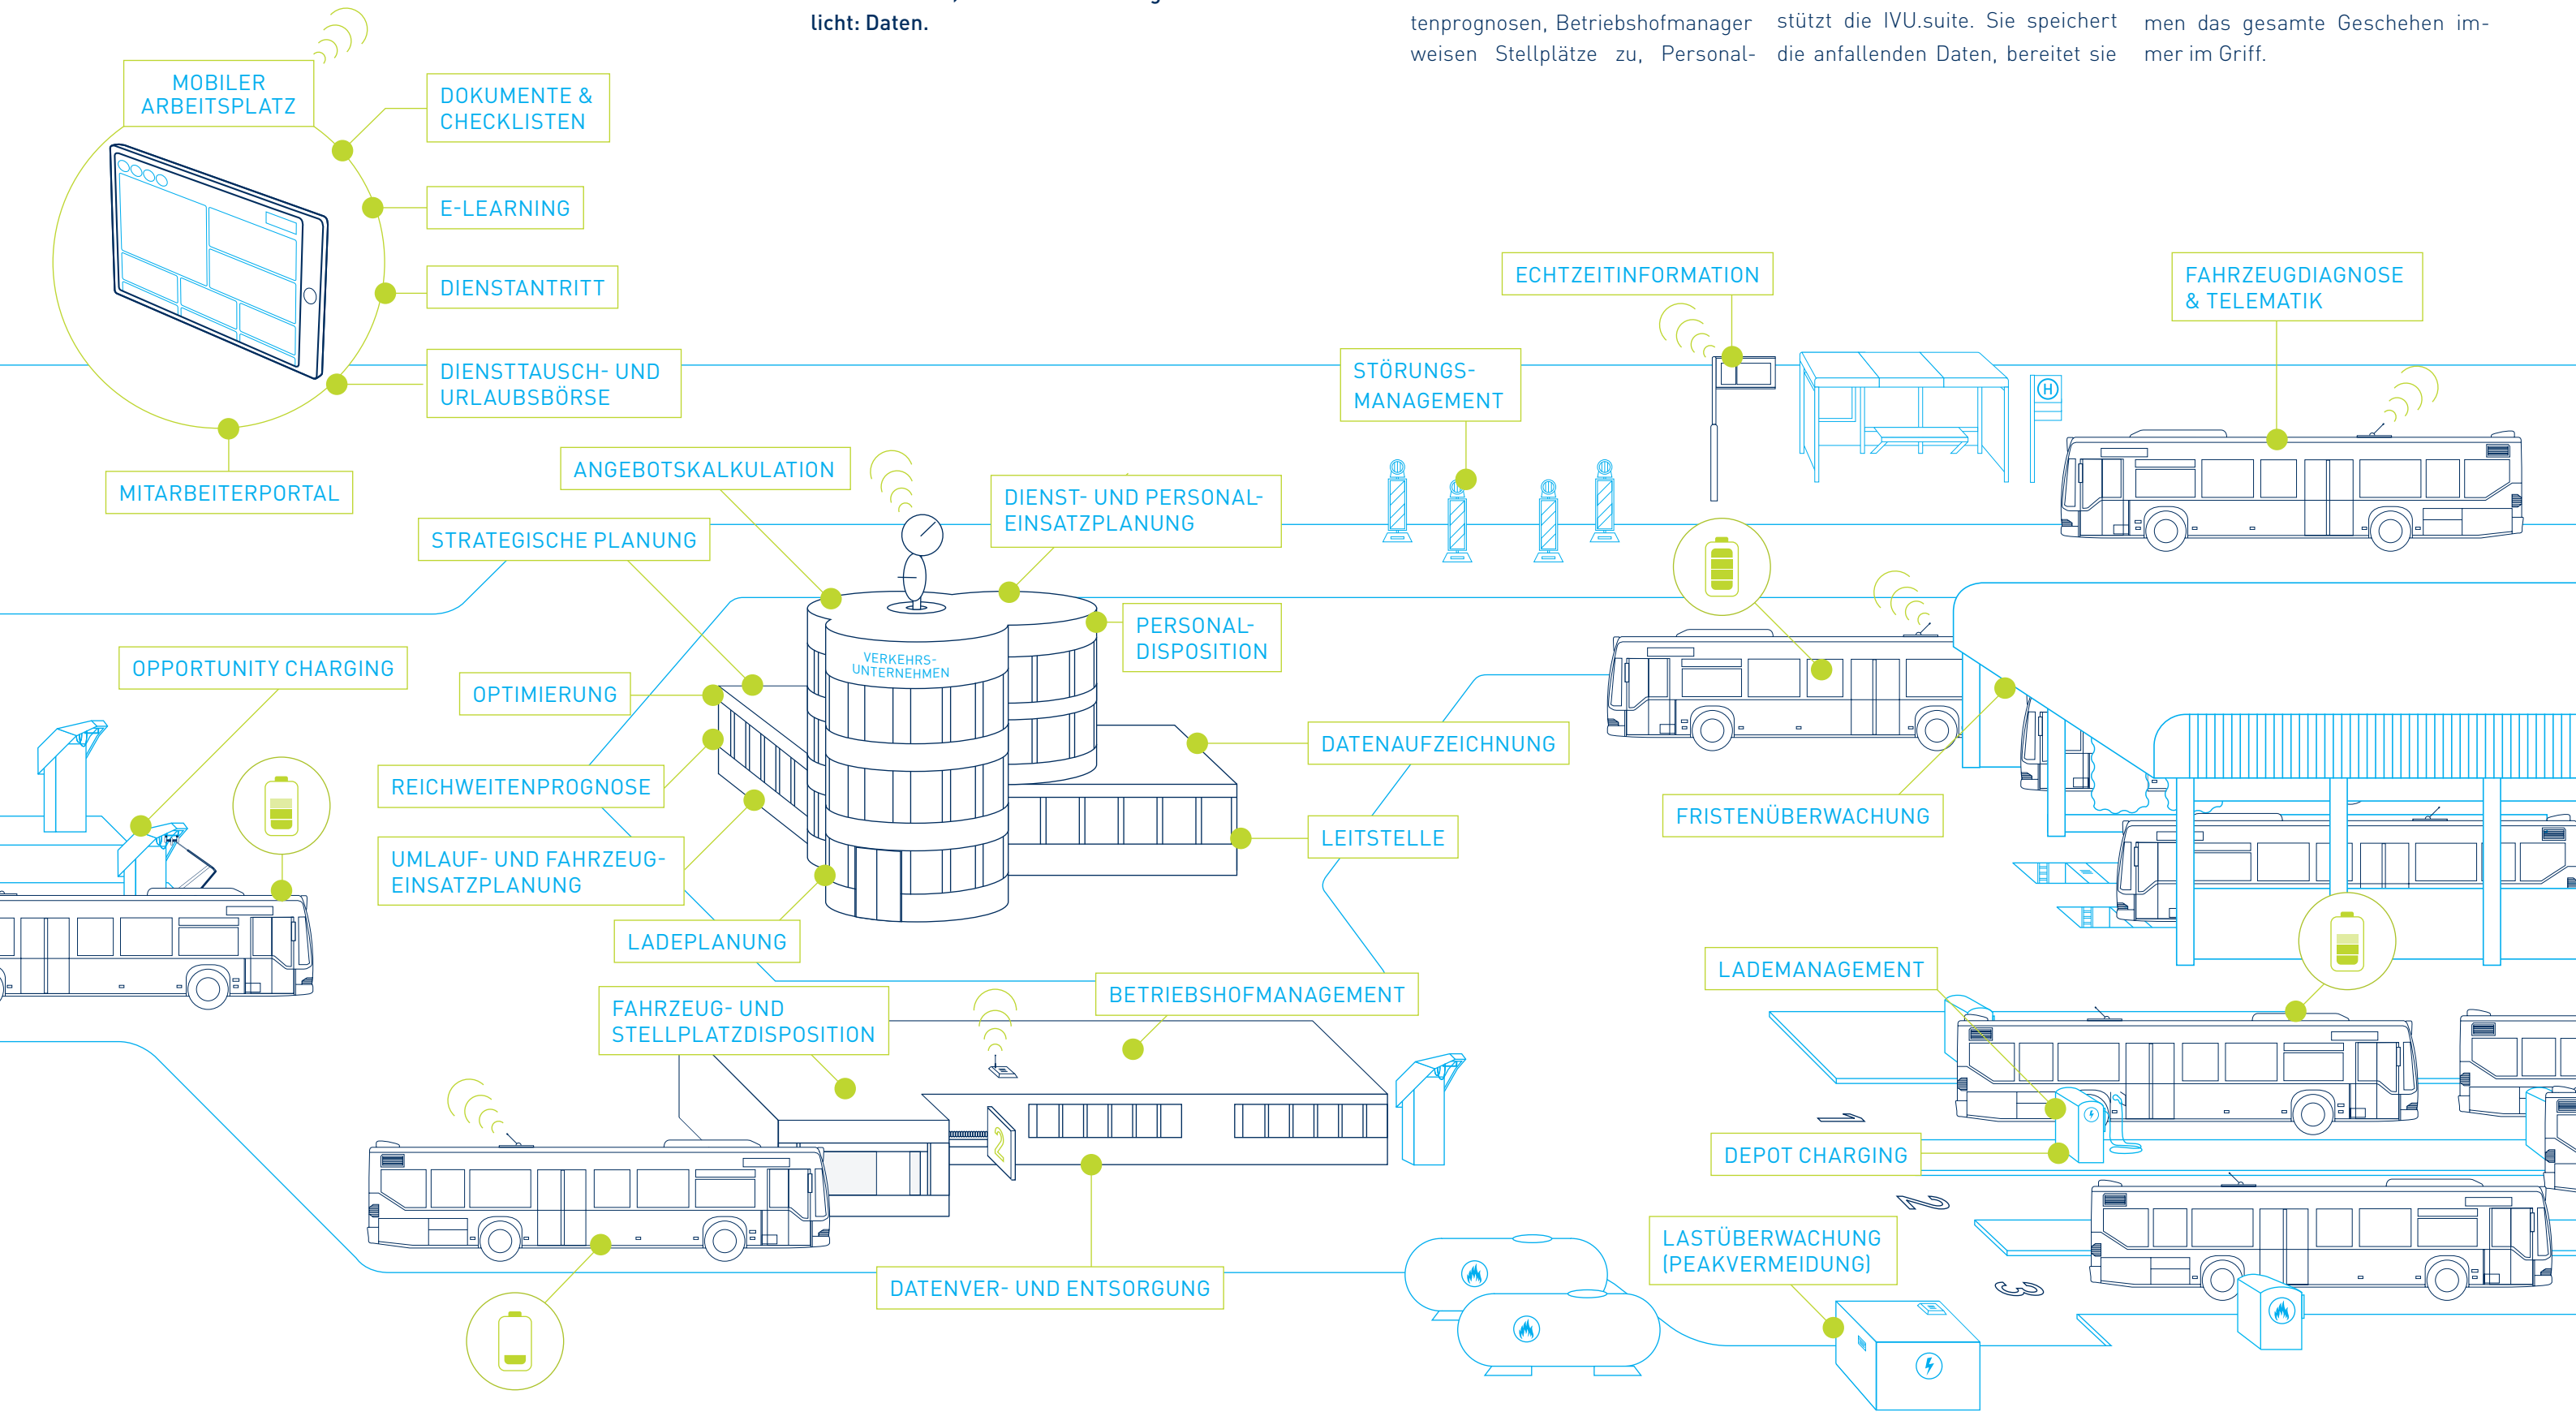 licht: Daten.
tenprognosen, Betriebshofmanager
weisen Stellplätze zu, Personal-
stützt die IVU.suite. Sie speichert
die anfallenden Daten, bereitet sie
men das gesamte Geschehen im-
mer im Griff.
MOBILER
ARBEITSPLATZ
DOKUMENTE &
CHECKLISTEN
E-LEARNING
DIENSTANTRITT
DIENSTTAUSCH- UND
URLAUBSBÖRSE
MITARBEITERPORTAL
ECHTZEITINFORMATION
FAHRZEUGDIAGNOSE
& TELEMATIK
STÖRUNGS-
MANAGEMENT
H
ANGEBOTSKALKULATION
DIENST- UND PERSONAL-
EINSATZPLANUNG
STRATEGISCHE PLANUNG
PERSONAL-
DISPOSITION
VERKEHRS-
UNTERNEHMEN
OPPORTUNITY CHARGING
OPTIMIERUNG
DATENAUFZEICHNUNG
REICHWEITENPROGNOSE
FRISTENÜBERWACHUNG
LEITSTELLE
UMLAUF- UND FAHRZEUG-
EINSATZPLANUNG
LADEPLANUNG
LADEMANAGEMENT
BETRIEBSHOFMANAGEMENT
FAHRZEUG- UND
STELLPLATZDISPOSITION
1
DEPOT CHARGING
2
LASTÜBERWACHUNG
(PEAKVERMEIDUNG)
3
DATENVER- UND ENTSORGUNG